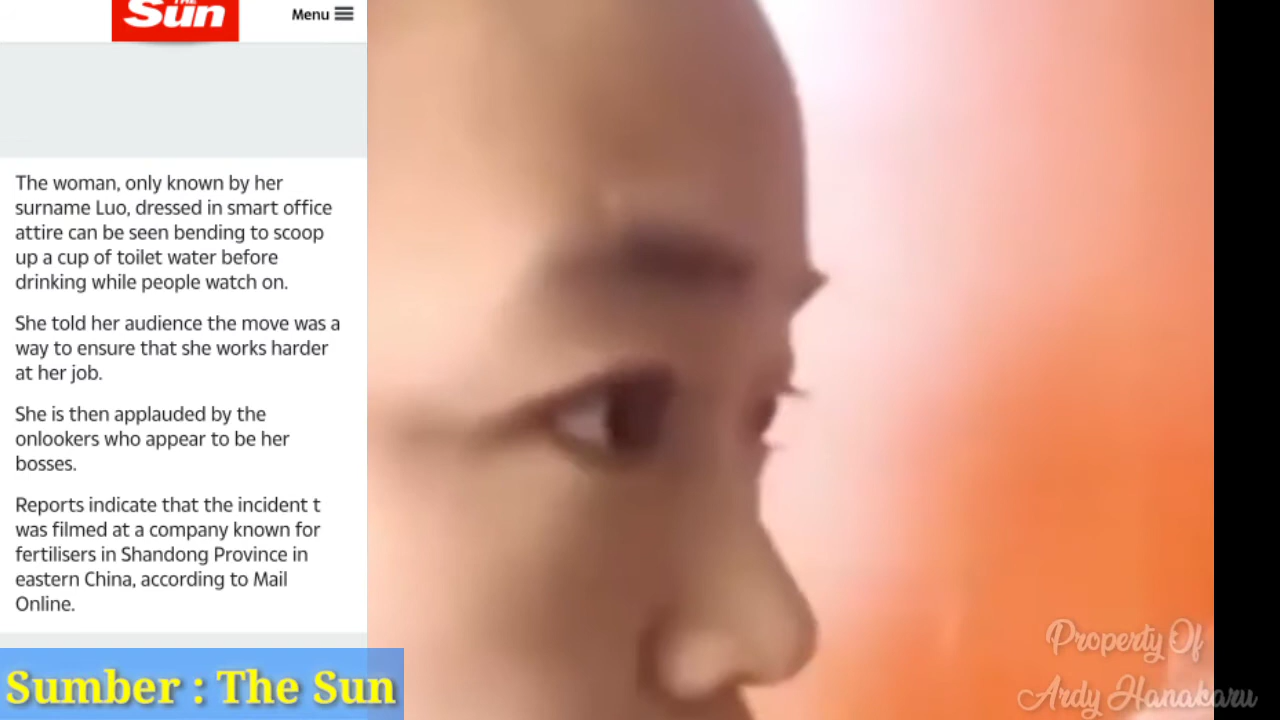 THE
Sun
Menu
The woman, only known by her
surname Luo, dressed in smart office
attire can be seen bending to scoop
up a cup of toilet water before
drinking while people watch on.
She told her audience the move was a
way to ensure that she works harder
at her job.
She is then applauded by the
onlookers who appear to be her
bosses.
Reports indicate that the incident t
was filmed at a company known for
fertilisers in Shandong Province in
eastern China, according to Mail
Online.
Sumber : The Sun
Property Of
Ardy Hanakaru